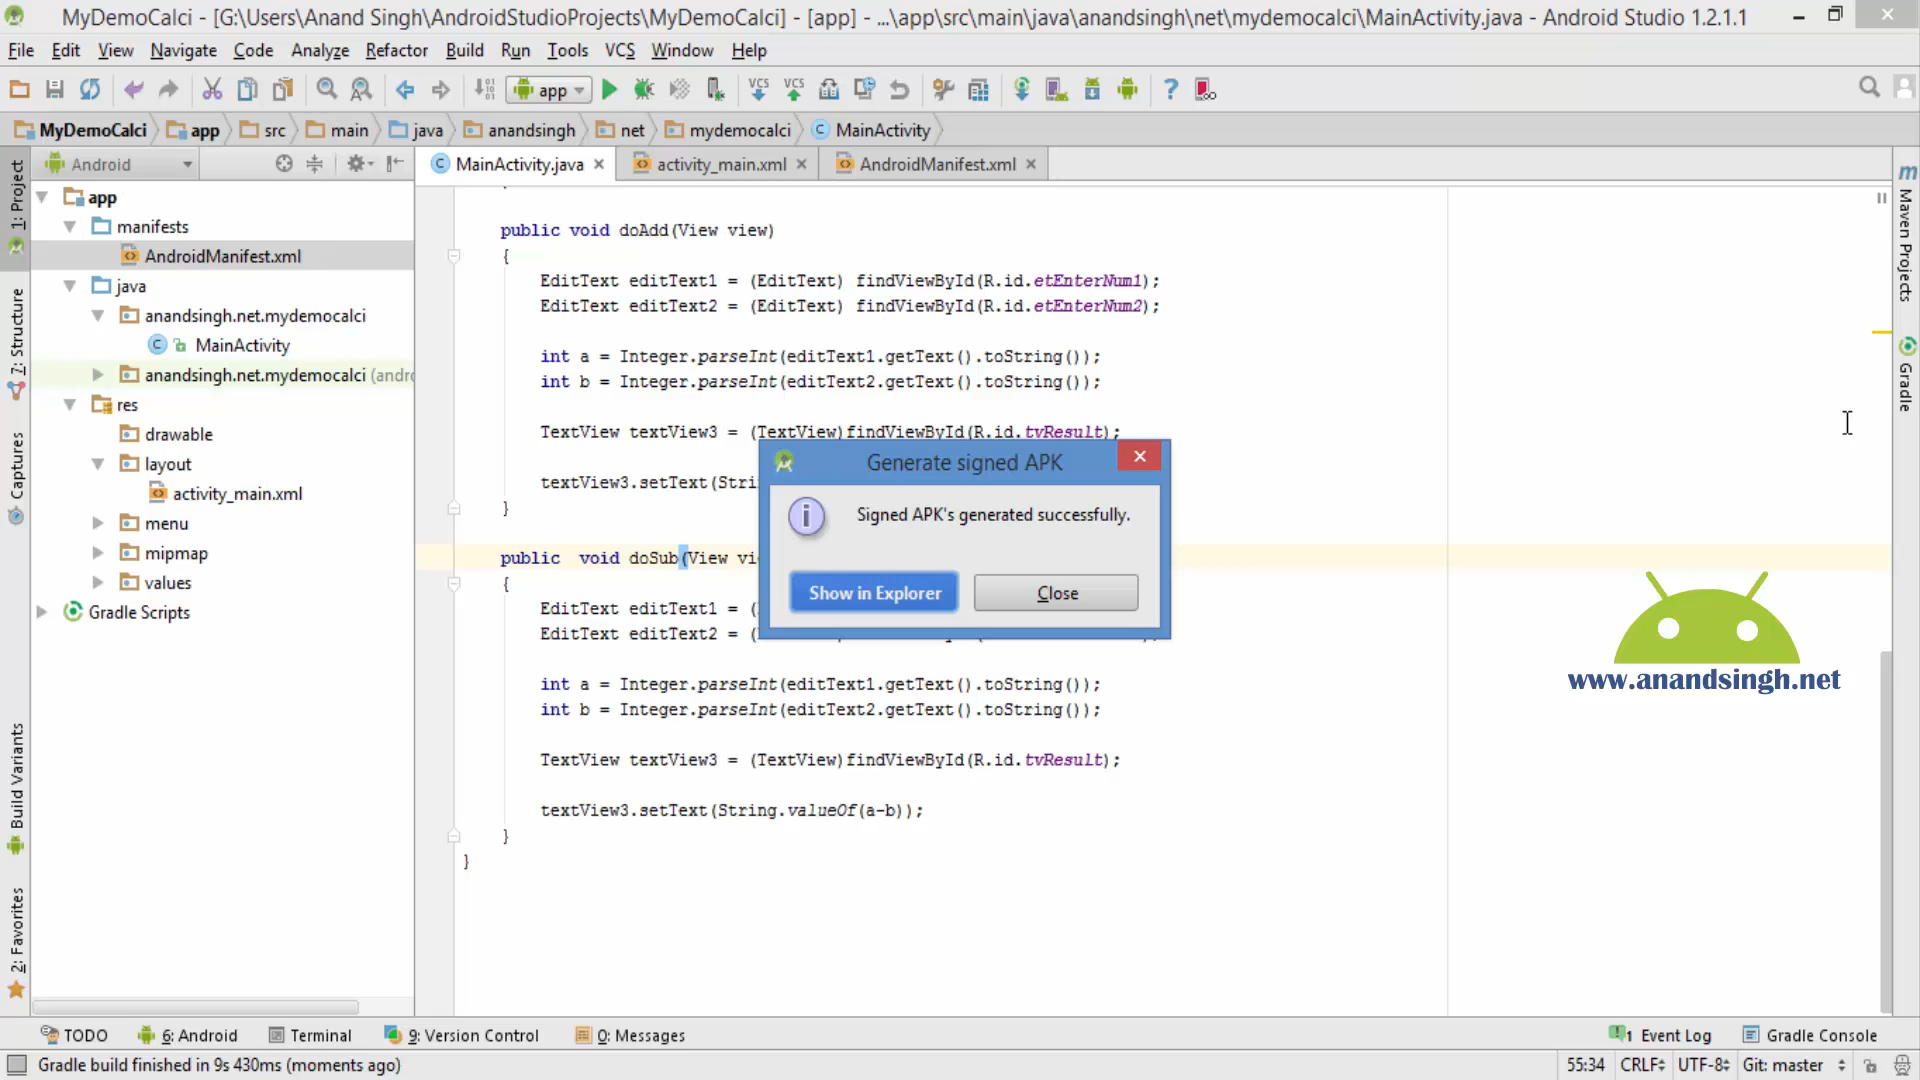 MyDemoCalci - [G:\Users\Anand Singh\AndroidStudioProjects\MyDemoCalci] - [app] - ...\app\src\main\java\anandsingh\net\mydemocalci\MainActivity.java - Android Studio 1.2.1.1
File Edit View Navigate Code Analyze Refactor Build Run Tools VCS Window Help
app
VCS VCS
MyDemoCalci app src main java anandsingh net mydemocalci MainActivity
Android
MainActivity.java activity_main.xml AndroidManifest.xml
1: Project
7: Structure
Captures
Build Variants
2: Favorites
app
manifests
AndroidManifest.xml
java
anandsingh.net.mydemocalci
MainActivity
anandsingh.net.mydemocalci (andro
res
drawable
layout
activity_main.xml
menu
mipmap
values
Gradle Scripts
public void doAdd(View view)
{
EditText editText1 = (EditText) findViewById(R.id.etEnterNum1);
EditText editText2 = (EditText) findViewById(R.id.etEnterNum2);
int a = Integer.parseInt(editText1.getText().toString());
int b = Integer.parseInt(editText2.getText().toString());
TextView textView3 = (TextView)findViewById(R.id.tvResult);
textView3.setText(Stri
}
public  void doSub(View vi
{
EditText editText1 = (
EditText editText2 = (
int a = Integer.parseInt(editText1.getText().toString());
int b = Integer.parseInt(editText2.getText().toString());
TextView textView3 = (TextView)findViewById(R.id.tvResult);
textView3.setText(String.valueOf(a-b));
}
}
Generate signed APK
Signed APK's generated successfully.
Show in Explorer Close
www.anandsingh.net
Maven Projects
Gradle
TODO 6: Android Terminal 9: Version Control 0: Messages 1 Event Log Gradle Console
Gradle build finished in 9s 430ms (moments ago) 55:34 CRLF UTF-8 Git: master